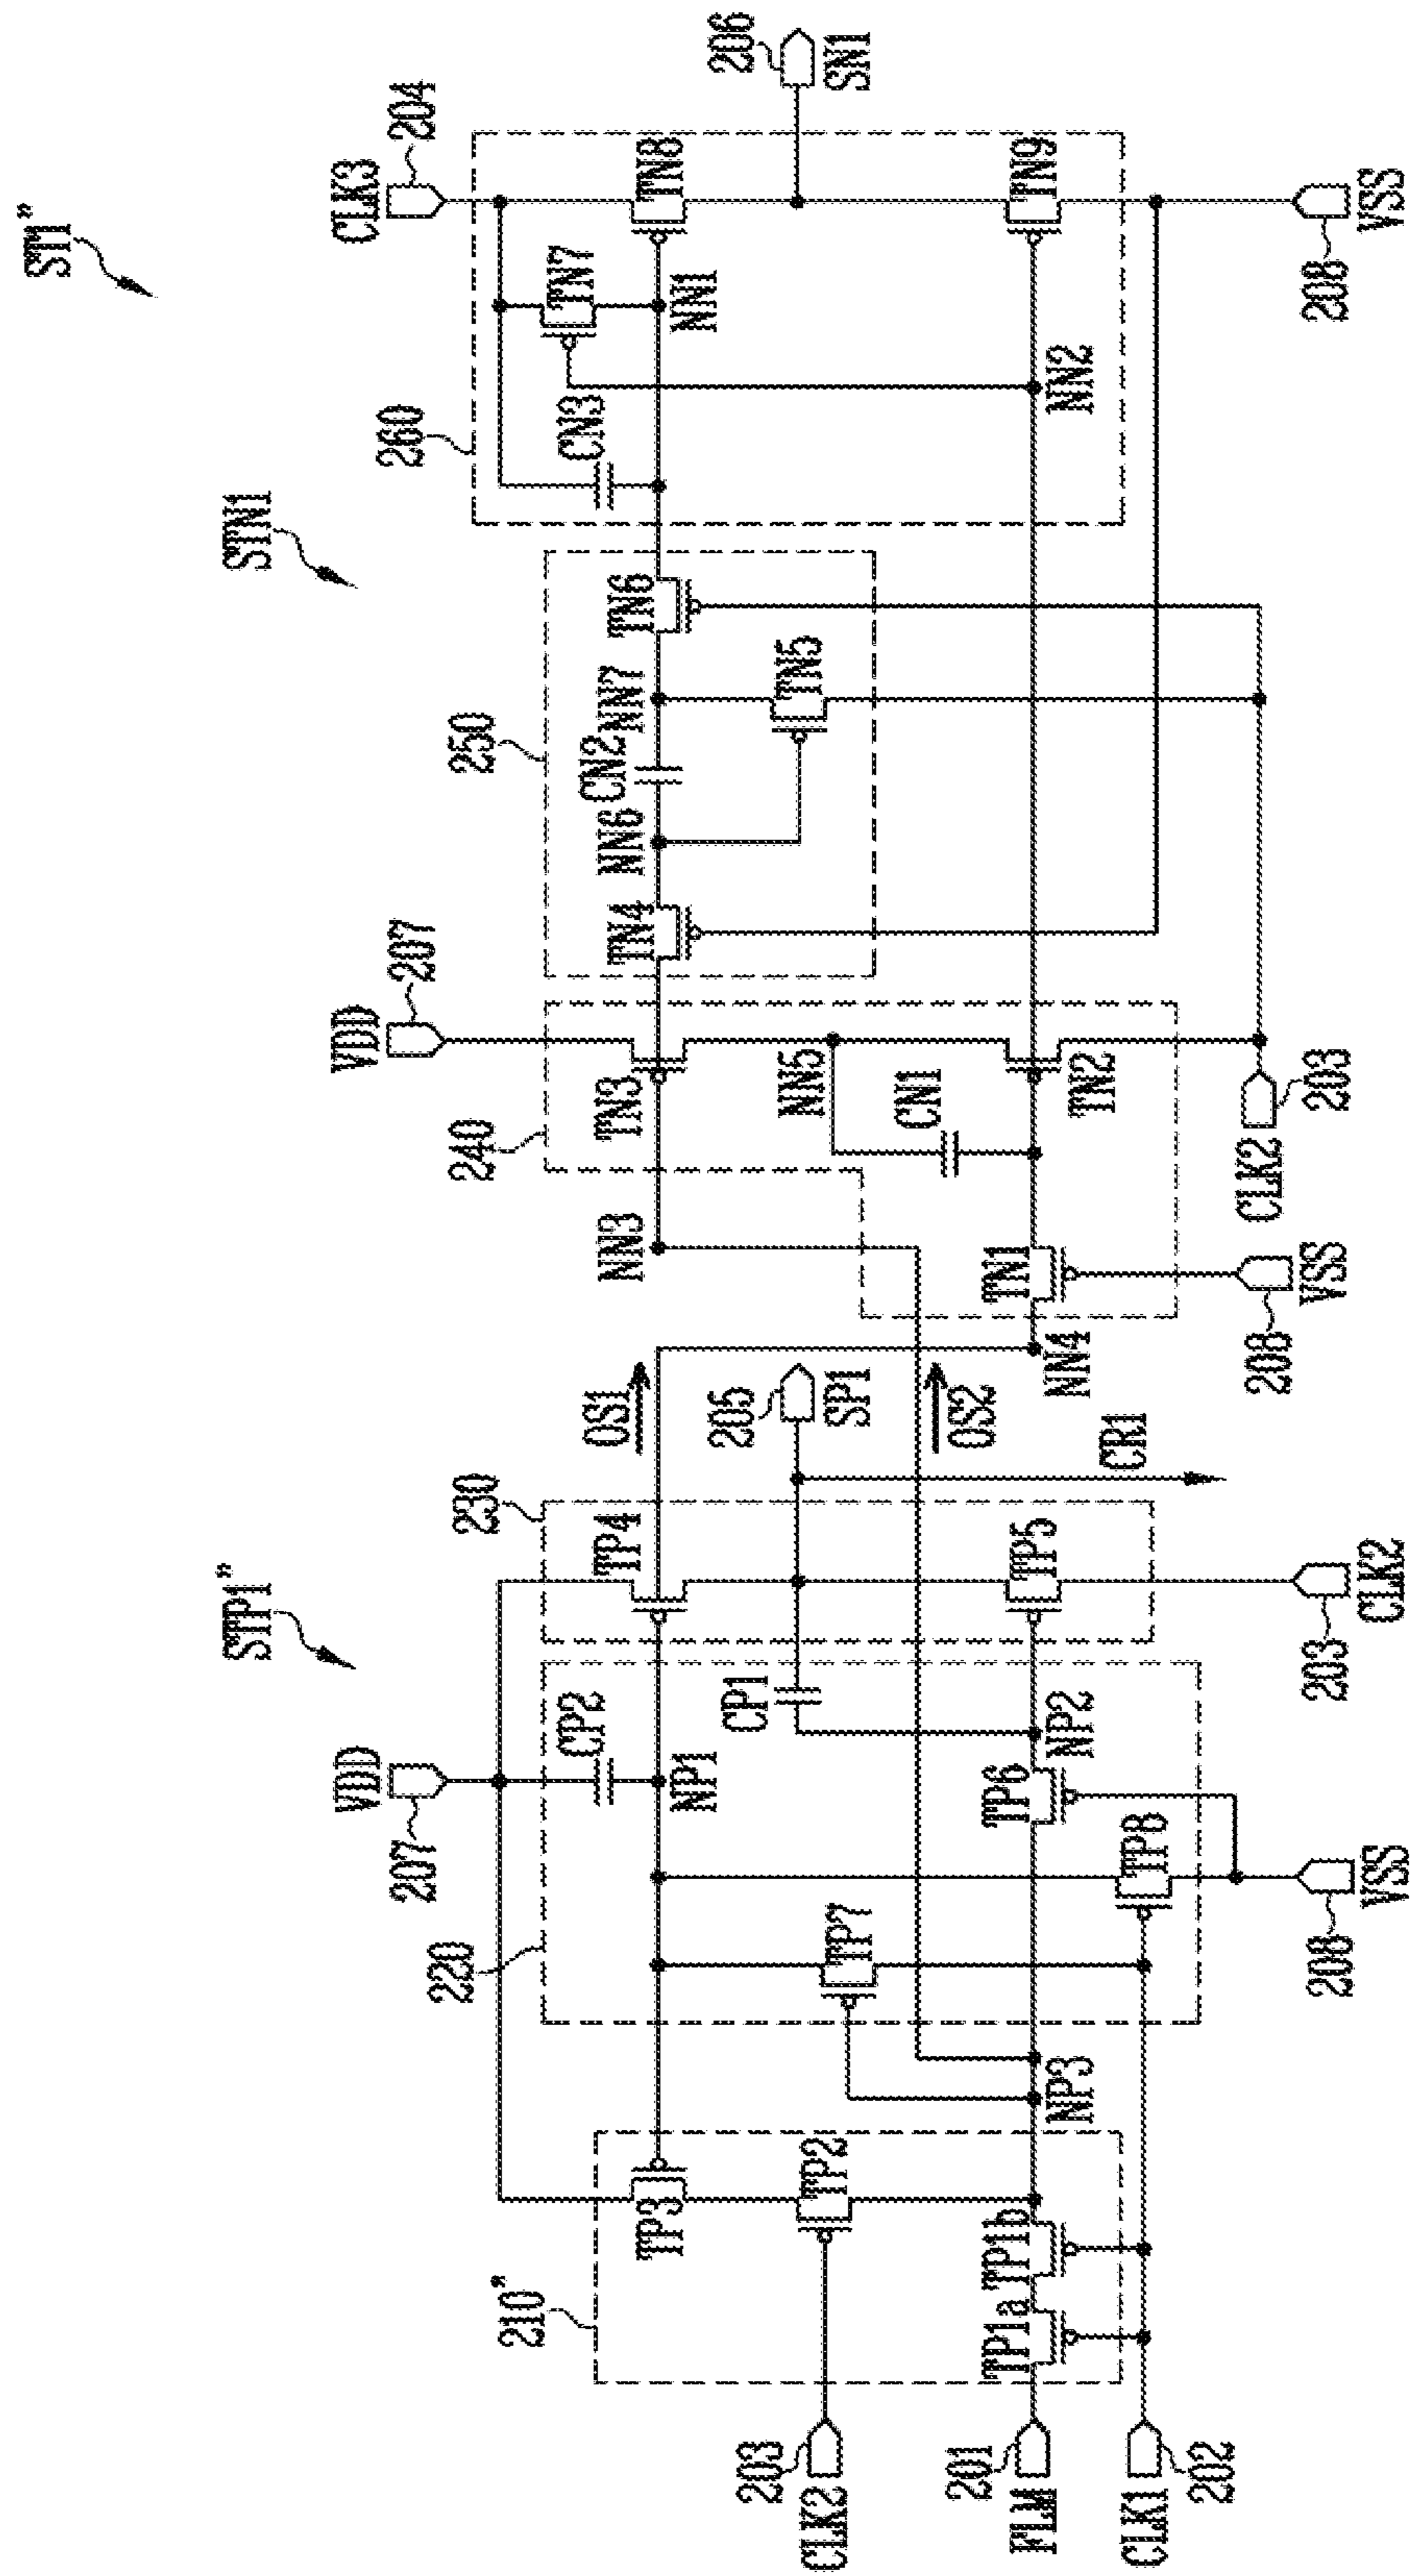 ST1"
STP1"
STN1
VDD
207
VDD
207
CLK3
204
210"
220
230
240
250
260
TP3
TP2
CP2
NP1
TP4
OS1
NN3
TN3
TN4
NN6
CN2
NN7
TN6
CN3
TN7
NN1
TN8
203
CLK2
TP7
CP1
205
SP1
NN5
CN1
TN5
206
SN1
201
FLM
TP1a
TP1b
NP3
TP6
NP2
TP5
OS2
NN4
TN1
TN2
NN2
TN9
CLK1
202
TP8
CR1
208
VSS
203
CLK2
208
VSS
CLK2
203
208
VSS